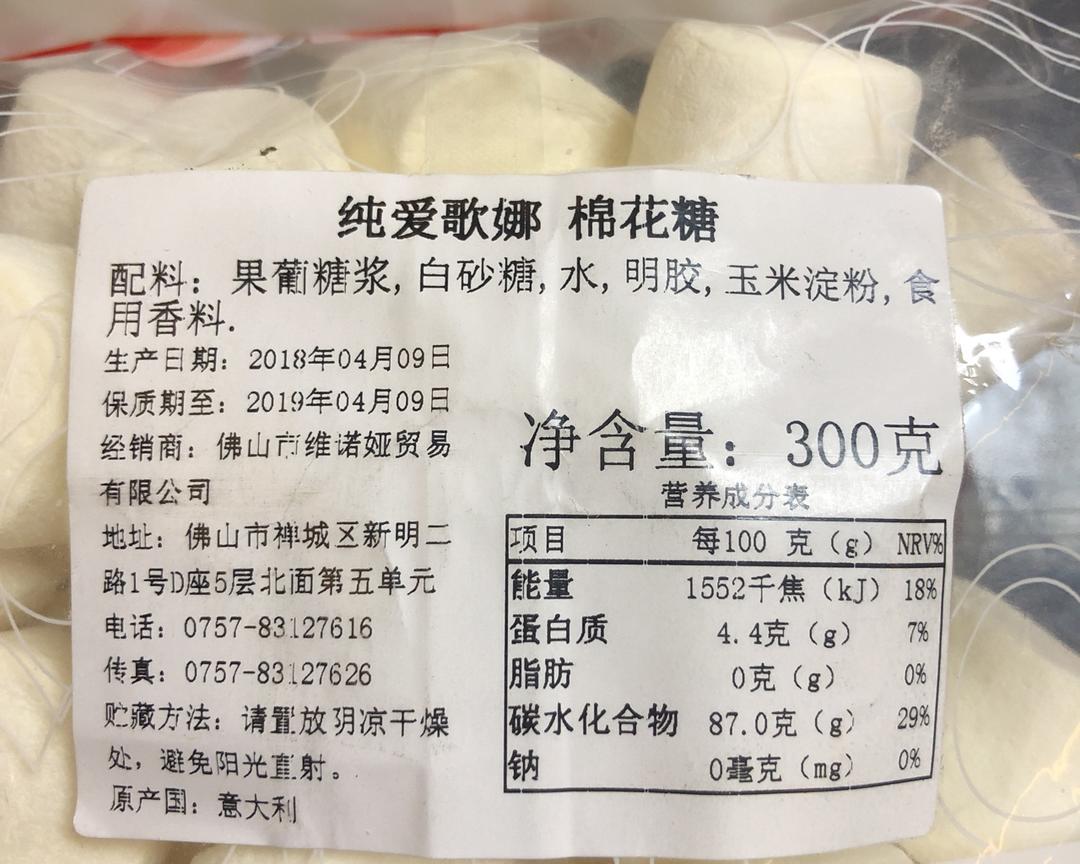 纯爱歌娜 棉花糖
配料：果葡糖浆, 白砂糖, 水, 明胶, 玉米淀粉, 食
用香料.
生产日期：2018年04月09日
保质期至：2019年04月09日
经销商：佛山市维诺娅贸易
有限公司
地址：佛山市禅城区新明二
路1号D座5层北面第五单元
电话：0757-83127616
传真：0757-83127626
贮藏方法：请置放阴凉干燥
处，避免阳光直射。
原产国：意大利
净含量：300克
营养成分表
项目 每100 克（g） NRV%
能量 1552千焦（kJ） 18%
蛋白质 4.4克（g） 7%
脂肪 0克（g） 0%
碳水化合物 87.0克（g） 29%
钠 0毫克（mg） 0%